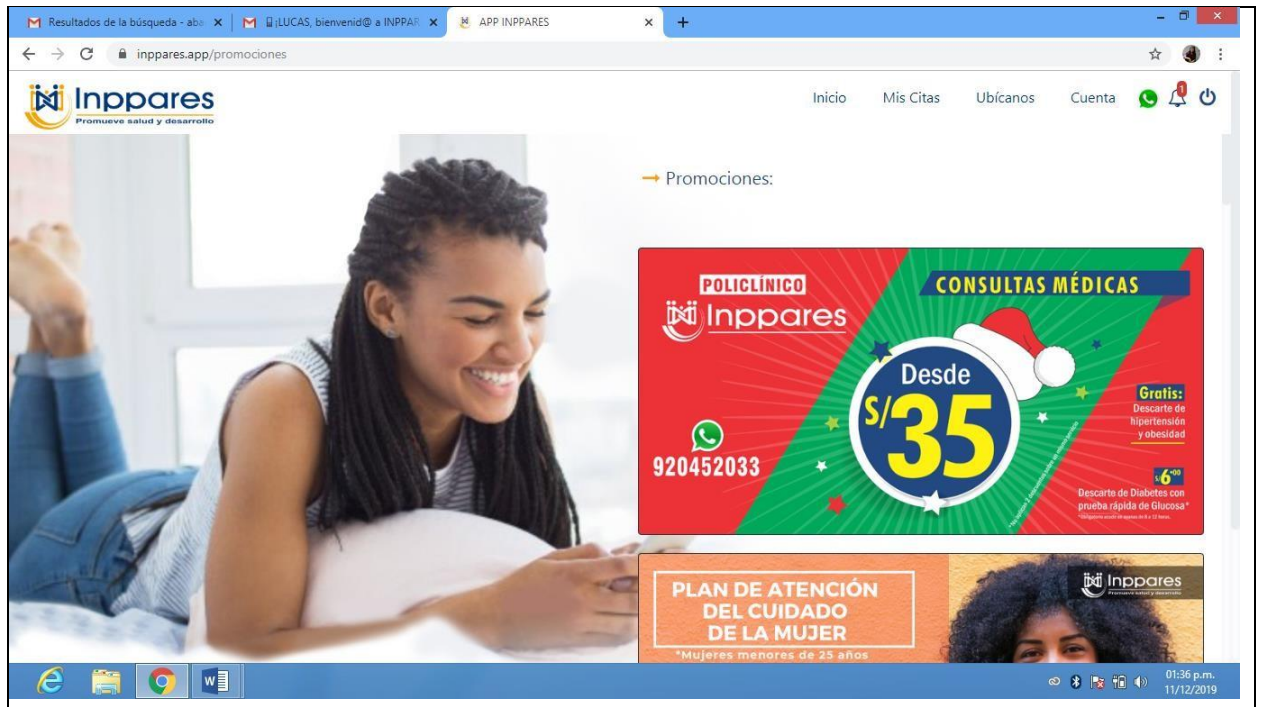 Resultados de la búsqueda - aba
¡LUCAS, bienvenid@ a INPPAR
APP INPPARES
inppares.app/promociones
Inppares
Promueve salud y desarrollo
Inicio Mis Citas Ubícanos Cuenta 1
Promociones:
POLICLÍNICO
Inppares
920452033
CONSULTAS MÉDICAS
Desde
S/35
Gratis:
Descarte de
hipertensión
y obesidad
S/6.00
Descarte de Diabetes con
prueba rápida de Glucosa*
PLAN DE ATENCIÓN
DEL CUIDADO
DE LA MUJER
*Mujeres menores de 25 años
Inppares
Promueve salud y desarrollo
01:36 p.m.
11/12/2019